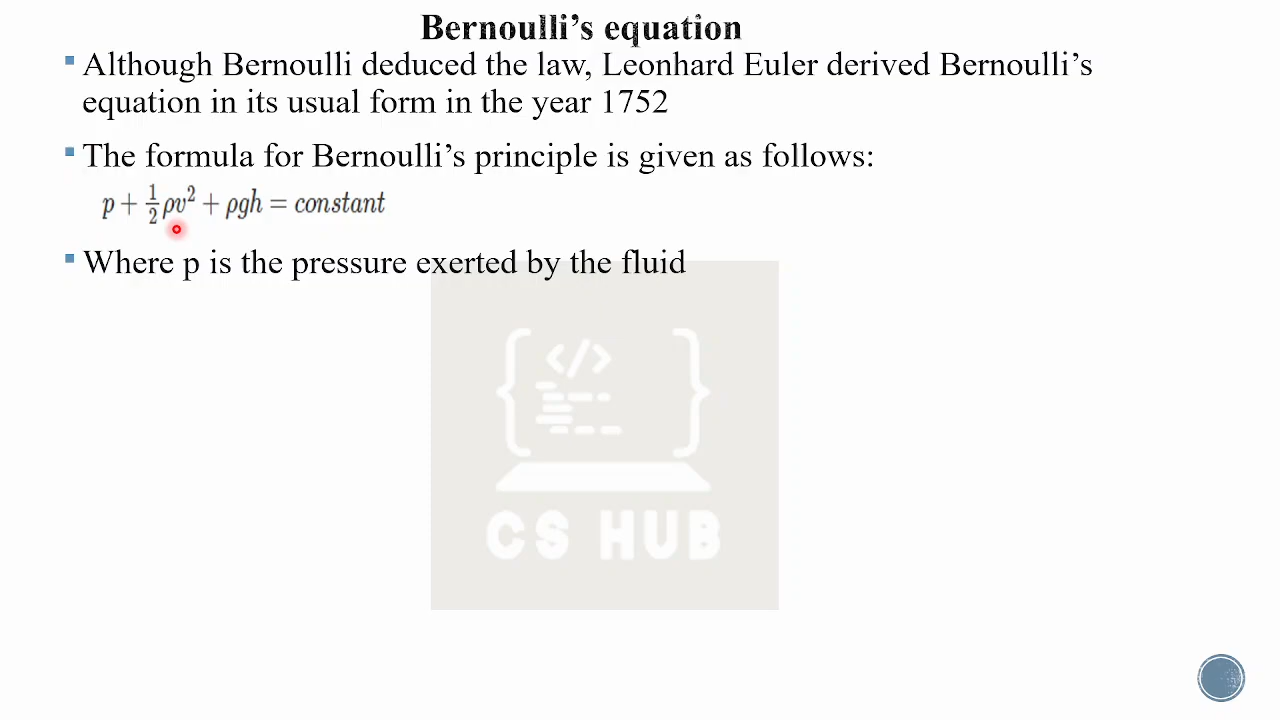 Bernoulli’s equation
Although Bernoulli deduced the law, Leonhard Euler derived Bernoulli’s
equation in its usual form in the year 1752
The formula for Bernoulli’s principle is given as follows:
p + 1/2 ρv² + ρgh = constant
Where p is the pressure exerted by the fluid
{ </> }
CS HUB